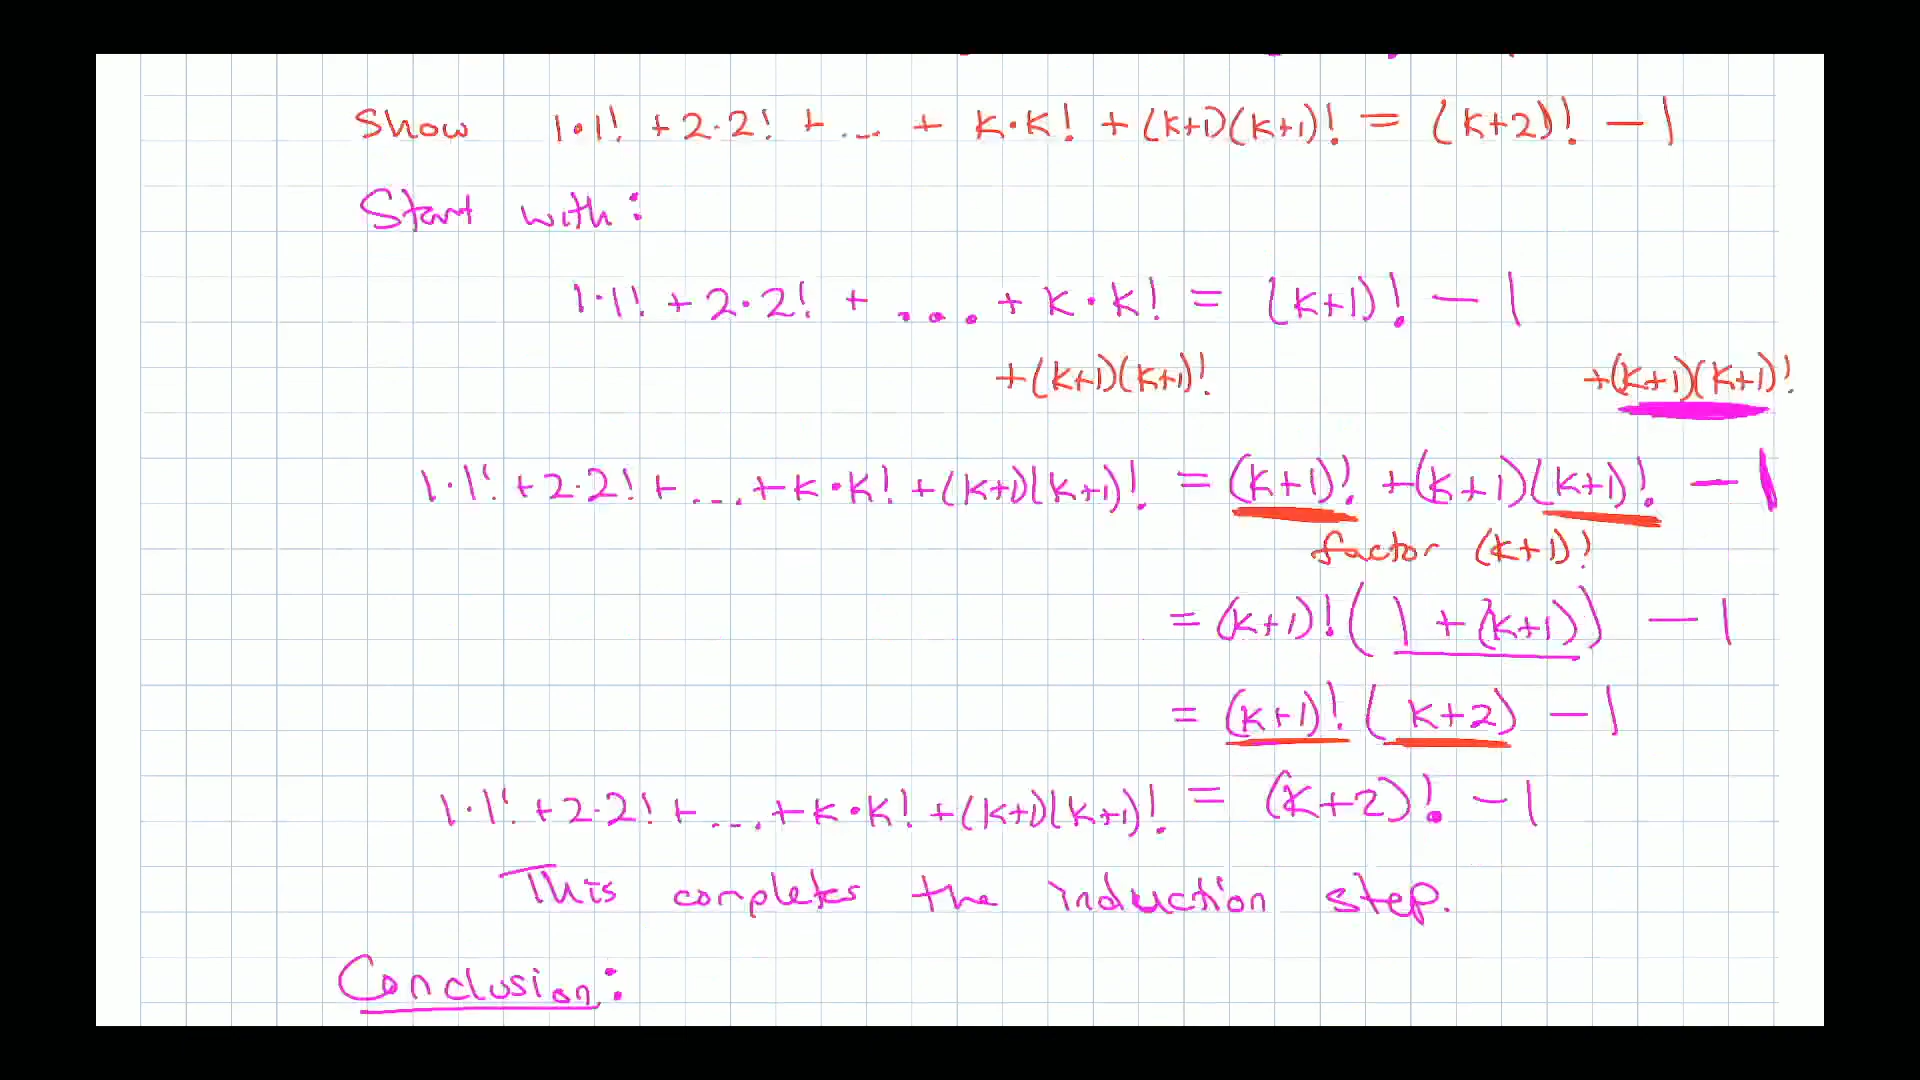 Show 1·1! + 2·2! + ... + k·k! + (k+1)(k+1)! = (k+2)! - 1
Start with:
1·1! + 2·2! + ... + k·k! = (k+1)! - 1
+(k+1)(k+1)! +(k+1)(k+1)!
1·1! + 2·2! + ... + k·k! + (k+1)(k+1)! = (k+1)! + (k+1)(k+1)! - 1
factor (k+1)!
= (k+1)! (1 + (k+1)) - 1
= (k+1)! (k+2) - 1
1·1! + 2·2! + ... + k·k! + (k+1)(k+1)! = (k+2)! - 1
This completes the induction step.
Conclusion: